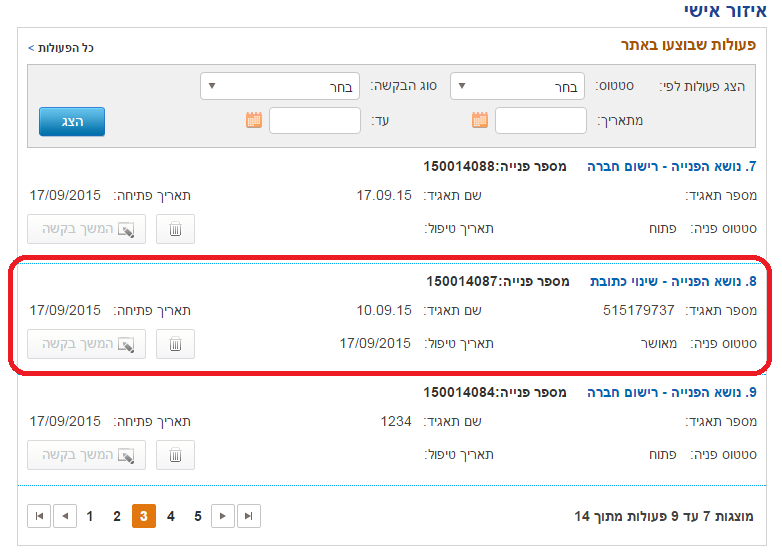 איזור אישי
פעולות שבוצעו באתר
כל הפעולות >
הצג פעולות לפי: סטטוס: בחר סוג הבקשה: בחר
מתאריך: עד: הצג
7. נושא הפנייה - רישום חברה מספר פנייה:150014088
מספר תאגיד: שם תאגיד: 17.09.15 תאריך פתיחה: 17/09/2015
סטטוס פניה: פתוח תאריך טיפול: המשך בקשה
8. נושא הפנייה - שינוי כתובת מספר פנייה:150014087
מספר תאגיד: 515179737 שם תאגיד: 10.09.15 תאריך פתיחה: 17/09/2015
סטטוס פניה: מאושר תאריך טיפול: 17/09/2015 המשך בקשה
9. נושא הפנייה - רישום חברה מספר פנייה:150014084
מספר תאגיד: שם תאגיד: 1234 תאריך פתיחה: 17/09/2015
סטטוס פניה: פתוח תאריך טיפול: המשך בקשה
מוצגות 7 עד 9 פעולות מתוך 14
1 2 3 4 5